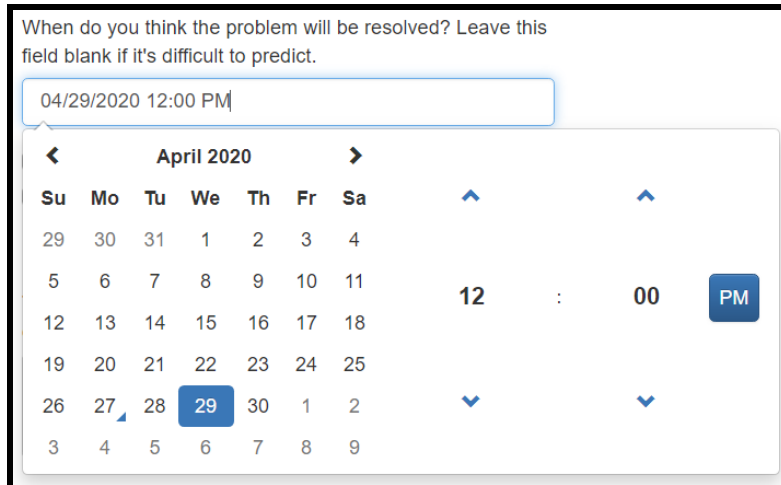 When do you think the problem will be resolved? Leave this
field blank if it's difficult to predict.
04/29/2020 12:00 PM
April 2020
Su Mo Tu We Th Fr Sa
29 30 31 1 2 3 4
5 6 7 8 9 10 11
12 13 14 15 16 17 18
19 20 21 22 23 24 25
26 27 28 29 30 1 2
3 4 5 6 7 8 9
12 : 00 PM